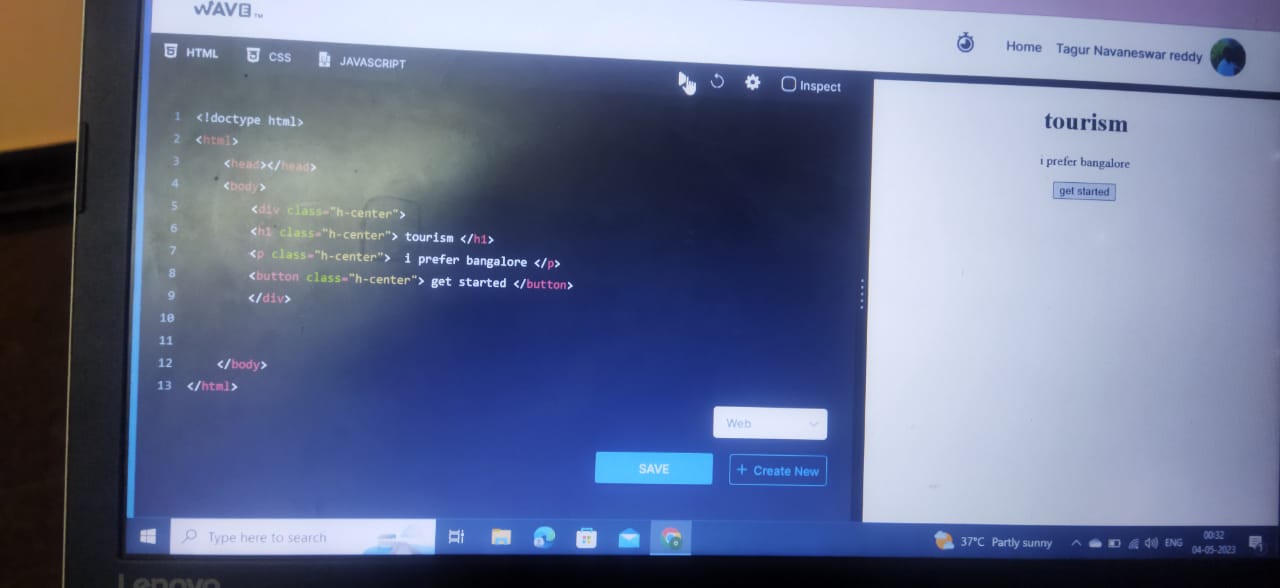 WAVE TM
Home Tagur Navaneswar reddy
HTML CSS JAVASCRIPT
Inspect
1 <!doctype html>
2 <html>
3 <head></head>
4 <body>
5 <div class="h-center">
6 <h1 class="h-center"> tourism </h1>
7 <p class="h-center">  i prefer bangalore </p>
8 <button class="h-center"> get started </button>
9 </div>
10
11
12 </body>
13 </html>
tourism
i prefer bangalore
get started
Web
SAVE + Create New
Type here to search
37°C Partly sunny
ENG
00:32
04-05-2023
Lenovo